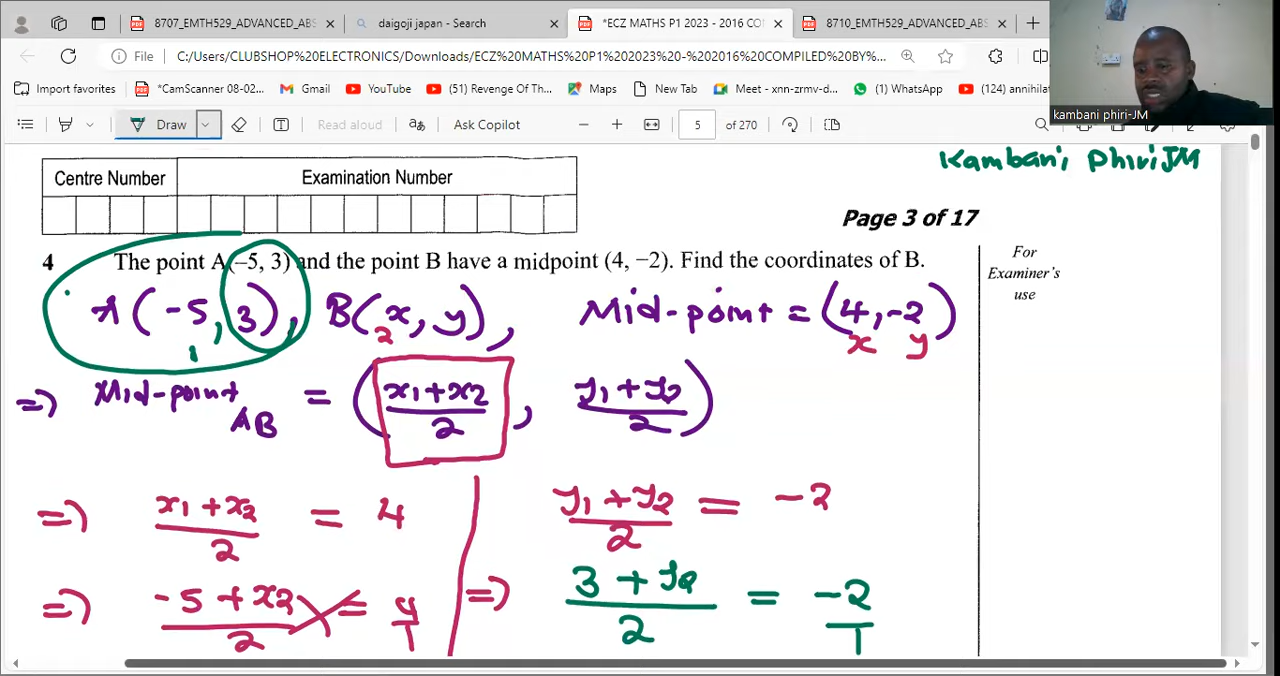 8707_EMTH529_ADVANCED_ABS
daigoji japan - Search
*ECZ MATHS P1 2023 - 2016 CO
8710_EMTH529_ADVANCED_ABS
File C:/Users/CLUBSHOP%20ELECTRONICS/Downloads/ECZ%20MATHS%20P1%202023%20-%202016%20COMPILED%20BY%...
Import favorites *CamScanner 08-02... Gmail YouTube (51) Revenge Of Th... Maps New Tab Meet - xnn-zrmv-d... (1) WhatsApp (124) annihilat
kambani phiri-JM
Draw Read aloud Ask Copilot 5 of 270
Kambani PhiriJM
Centre Number Examination Number
Page 3 of 17
4 The point A(−5, 3) and the point B have a midpoint (4, −2). Find the coordinates of B.
For
Examiner's
use
A(-5, 3), B(x, y), Mid-point = (4, -2)
1 2 x y
=> Mid-point AB = (x1+x2/2, y1+y2/2)
=> x1+x2/2 = 4 y1+y2/2 = -2
=> -5+x2/2 = 4/1 => 3+y2/2 = -2/1